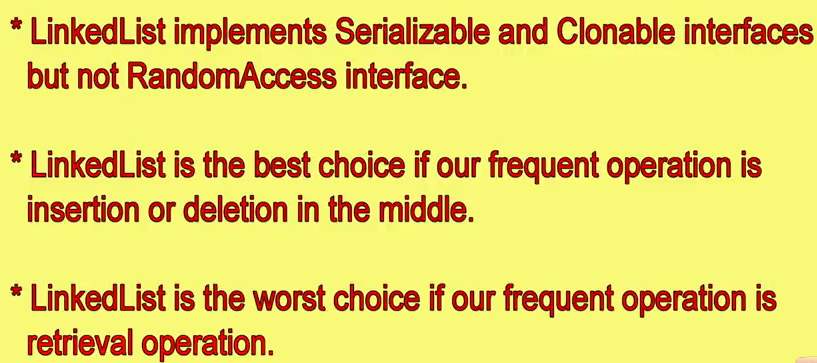 * LinkedList implements Serializable and Clonable interfaces
but not RandomAccess interface.
* LinkedList is the best choice if our frequent operation is
insertion or deletion in the middle.
* LinkedList is the worst choice if our frequent operation is
retrieval operation.